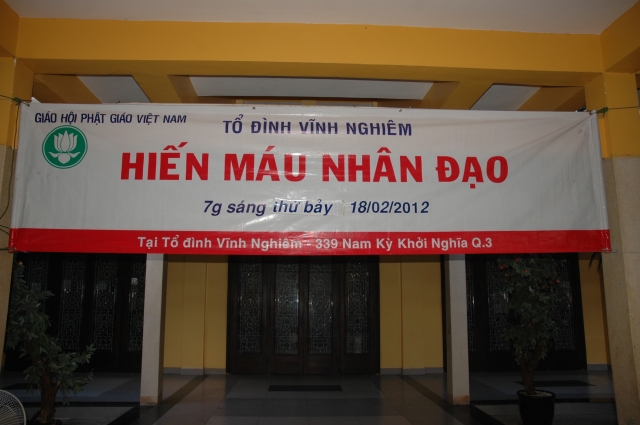 GIÁO HỘI PHẬT GIÁO VIỆT NAM
TỔ ĐÌNH VĨNH NGHIÊM
HIẾN MÁU NHÂN ĐẠO
7g sáng thứ bảy 18/02/2012
Tại Tổ đình Vĩnh Nghiêm - 339 Nam Kỳ Khởi Nghĩa Q.3